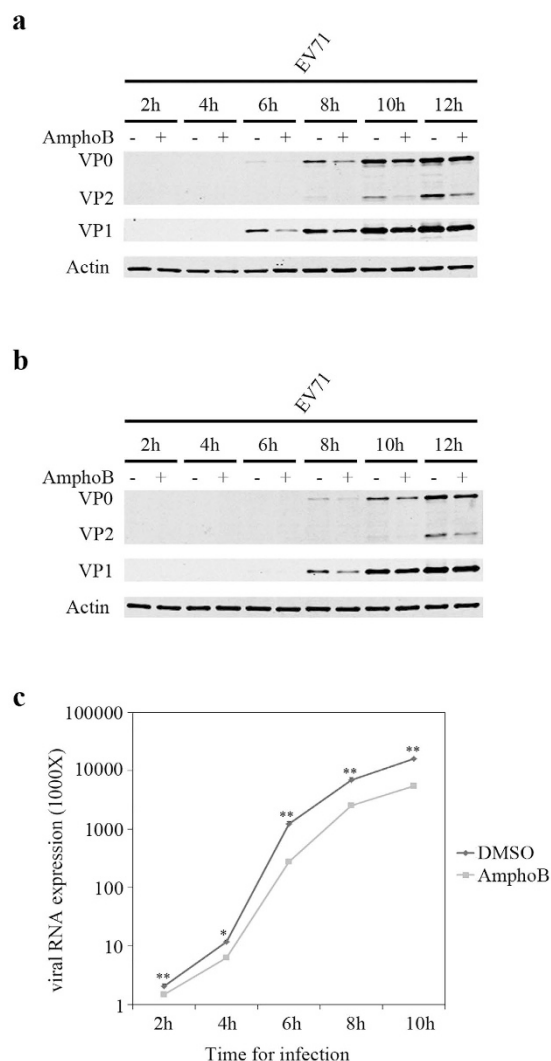 a
EV71
2h 4h 6h 8h 10h 12h
AmphoB - + - + - + - + - + - +
VP0
VP2
VP1
Actin
b
EV71
2h 4h 6h 8h 10h 12h
AmphoB - + - + - + - + - + - +
VP0
VP2
VP1
Actin
c
viral RNA expression (1000X)
100000
10000
1000
100
10
1
** * ** ** **
DMSO
AmphoB
2h 4h 6h 8h 10h
Time for infection